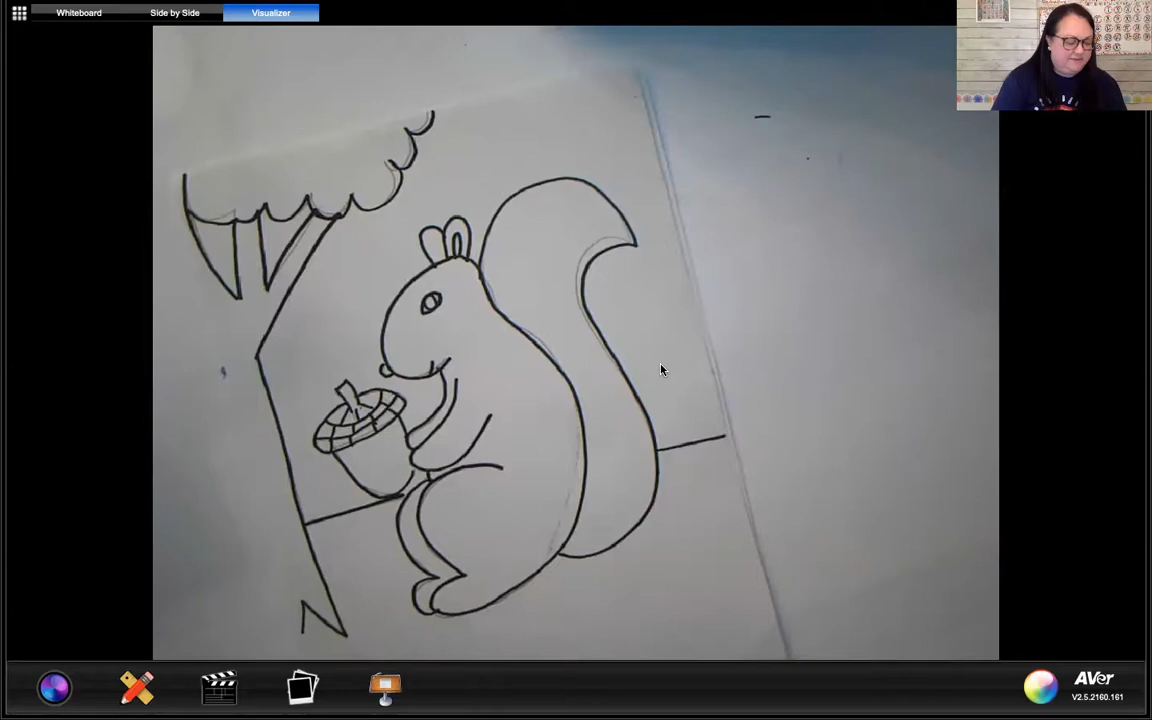 Whiteboard
Side by Side
Visualizer
AVer
V2.5.2160.161